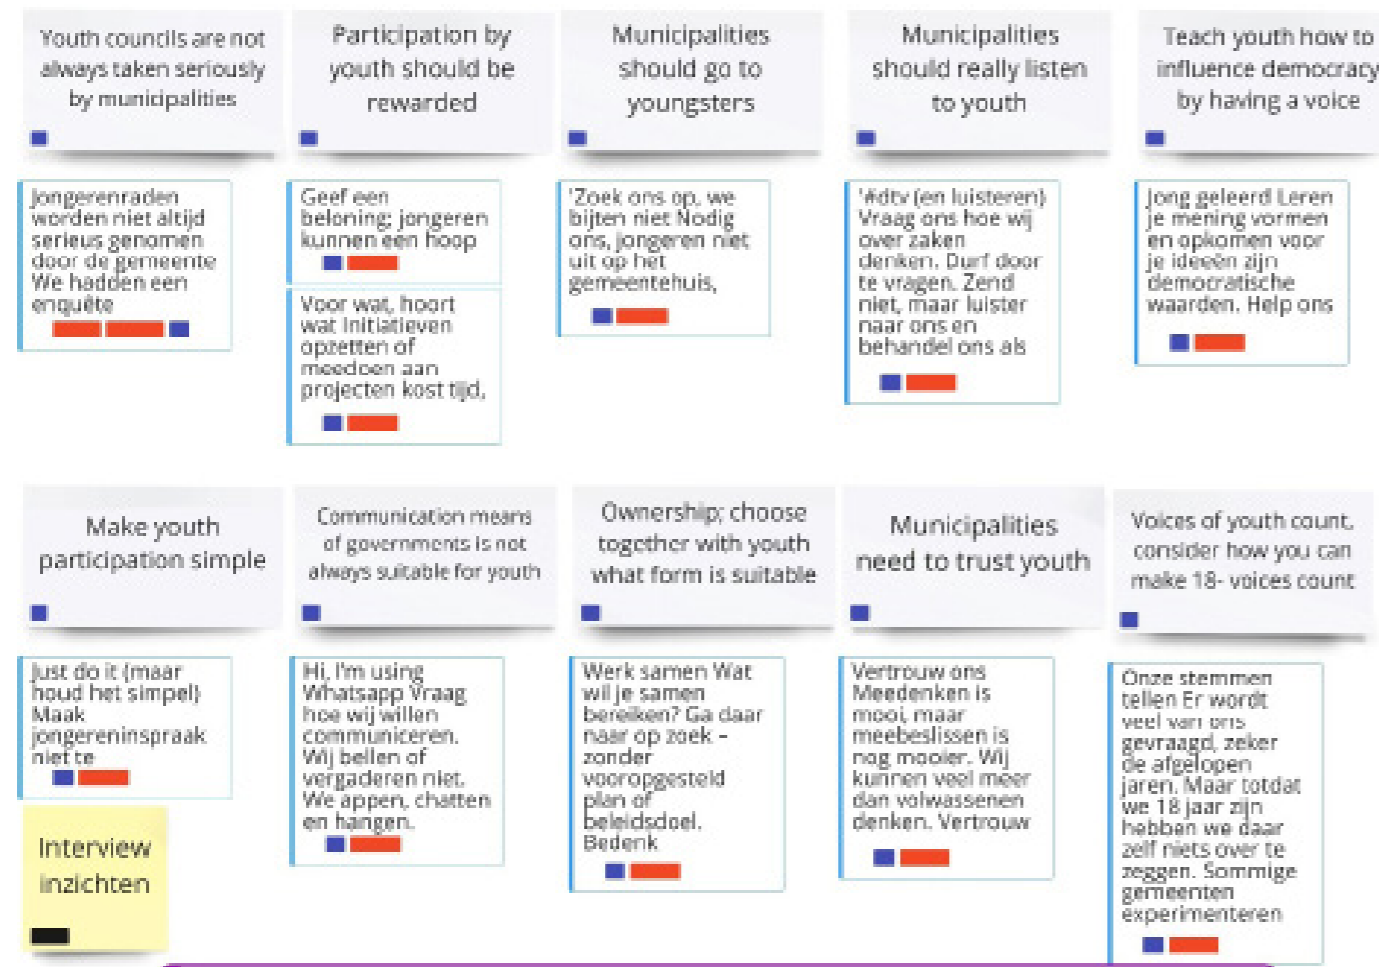 Youth councils are not
always taken seriously
by municipalities
Jongerenraden
worden niet altijd
serieus genomen
door de gemeente
We hadden een
enquête
Participation by
youth should be
rewarded
Geef een
beloning; jongeren
kunnen een hoop
Voor wat, hoort
wat Initiatieven
opzetten of
meedoen aan
projecten kost tijd,
Municipalities
should go to
youngsters
'Zoek ons op, we
bijten niet Nodig
ons, jongeren niet
uit op het
gemeentehuis,
Municipalities
should really listen
to youth
'#dtv (en luisteren)
Vraag ons hoe wij
over zaken
denken. Durf door
te vragen. Zend
niet, maar luister
naar ons en
behandel ons als
Teach youth how to
influence democracy
by having a voice
Jong geleerd Leren
je mening vormen
en opkomen voor
je ideeën zijn
democratische
waarden. Help ons
Make youth
participation simple
Just do it (maar
houd het simpel)
Maak
jongereninspraak
niet te
Interview
inzichten
Communication means
of governments is not
always suitable for youth
Hi, I'm using
Whatsapp Vraag
hoe wij willen
communiceren.
Wij bellen of
vergaderen niet.
We appen, chatten
en hangen.
Ownership; choose
together with youth
what form is suitable
Werk samen Wat
wil je samen
bereiken? Ga daar
naar op zoek –
zonder
vooropgesteld
plan of
beleidsdoel.
Bedenk
Municipalities
need to trust youth
Vertrouw ons
Meedenken is
mooi, maar
meebeslissen is
nog mooier. Wij
kunnen veel meer
dan volwassenen
denken. Vertrouw
Voices of youth count,
consider how you can
make 18- voices count
Onze stemmen
tellen Er wordt
veel van ons
gevraagd, zeker
de afgelopen
jaren. Maar totdat
we 18 jaar zijn
hebben we daar
zelf niets over te
zeggen. Sommige
gemeenten
experimenteren